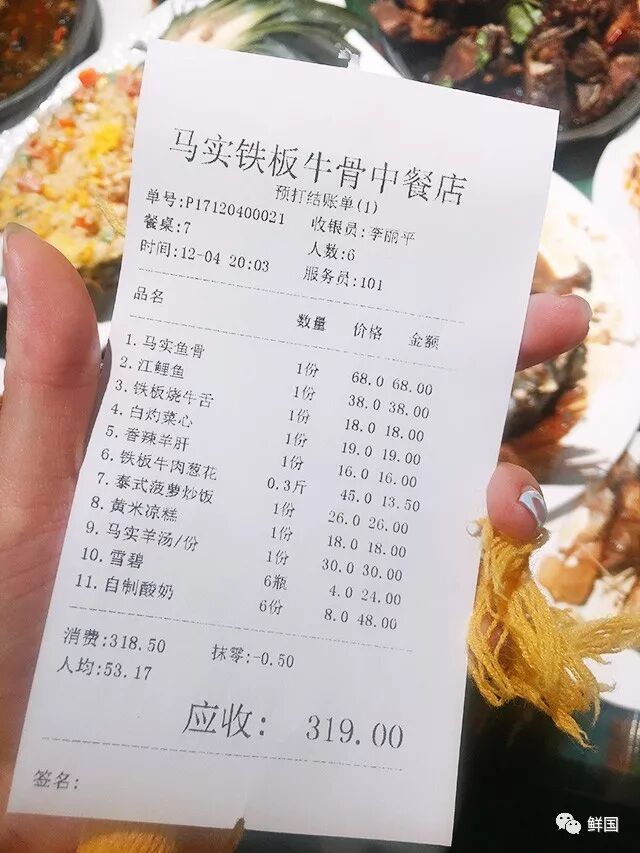 马实铁板牛骨中餐店
预打结账单(1)
单号:P17120400021 收银员:李丽平
餐桌:7 人数:6
时间:12-04 20:03 服务员:101
品名 数量 价格 金额
1.马实鱼骨 1份 68.0 68.00
2.江鲤鱼 1份 38.0 38.00
3.铁板烧牛舌 1份 18.0 18.00
4.白灼菜心 1份 19.0 19.00
5.香辣羊肝 1份 16.0 16.00
6.铁板牛肉葱花 0.3斤 45.0 13.50
7.泰式菠萝炒饭 1份 26.0 26.00
8.黄米凉糕 1份 18.0 18.00
9.马实羊汤/份 1份 30.0 30.00
10.雪碧 6瓶 4.0 24.00
11.自制酸奶 6份 8.0 48.00
消费:318.50 抹零:-0.50
人均:53.17
应收: 319.00
签名:
鲜国